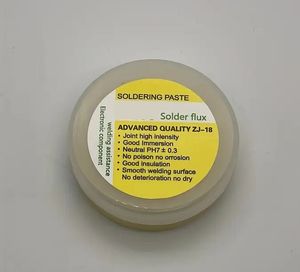 SOLDERING PASTE
Solder flux
welding assistance
Electronic component
ADVANCED QUALITY ZJ-18
• Joint high inlensity
• Good Immersion
• Neutral PH7 ± 0.3
• No poison no orrosion
• Good insulation
• Smooth welding surface
No deterioration no dry